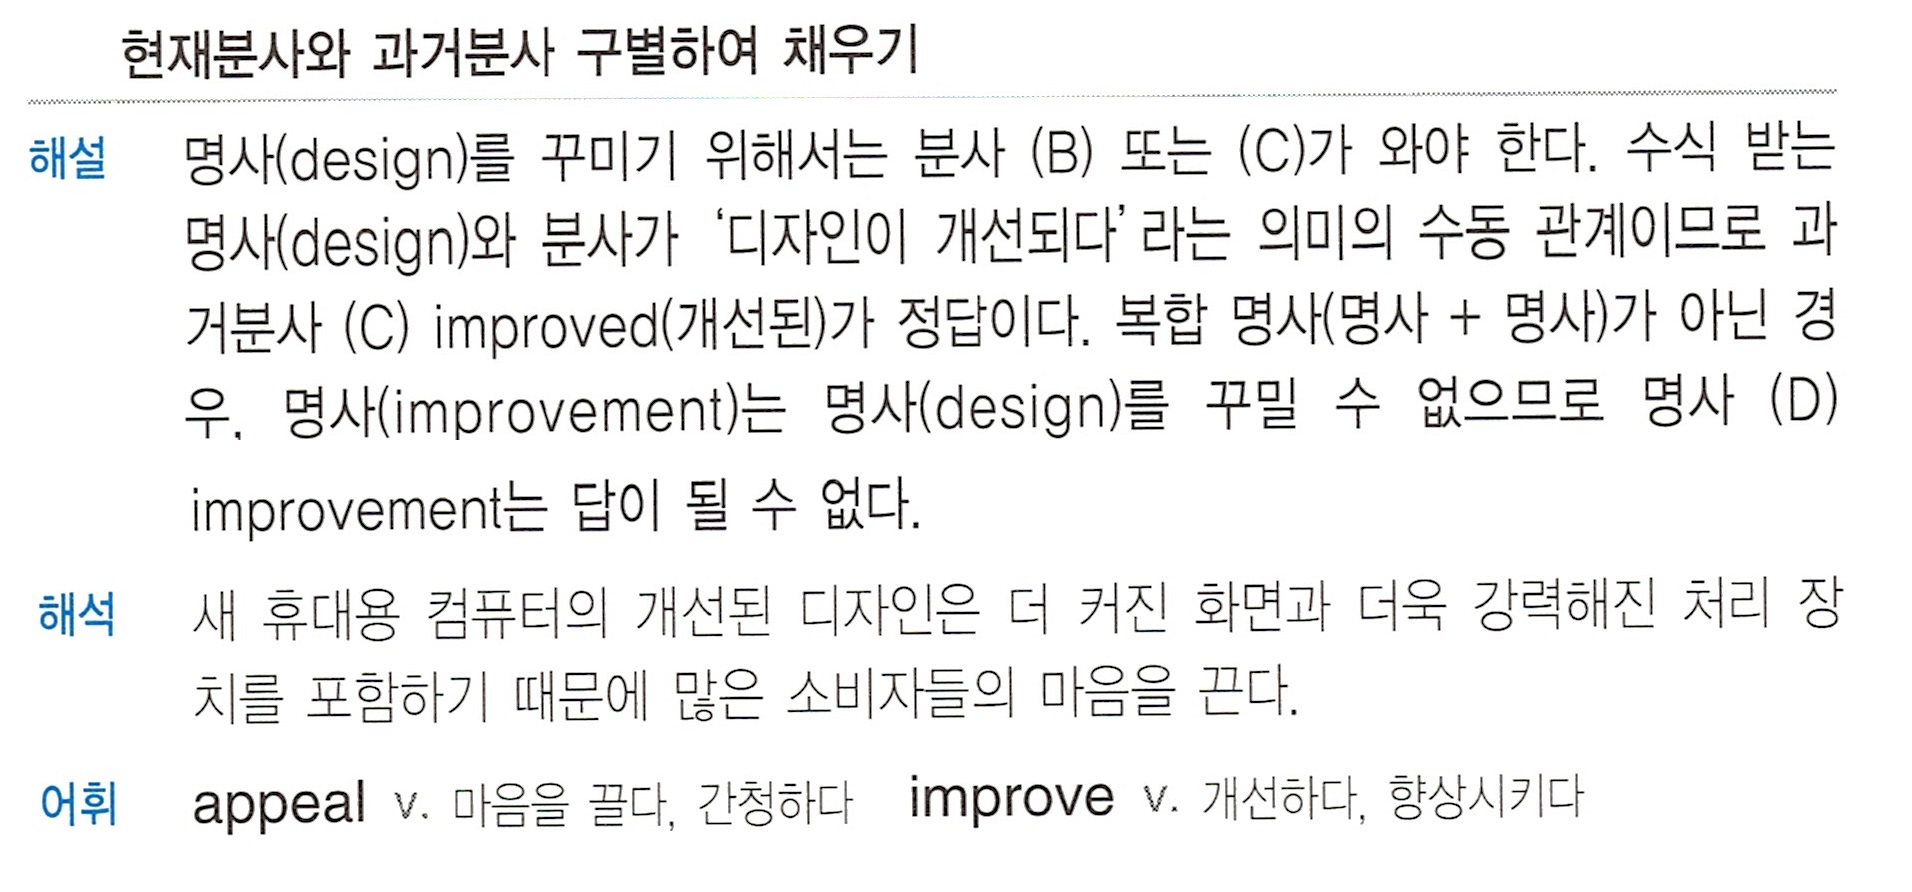 현재분사와 과거분사 구별하여 채우기
해설 명사(design)를 꾸미기 위해서는 분사 (B) 또는 (C)가 와야 한다. 수식 받는
명사(design)와 분사가 ‘디자인이 개선되다’라는 의미의 수동 관계이므로 과
거분사 (C) improved(개선된)가 정답이다. 복합 명사(명사 + 명사)가 아닌 경
우, 명사(improvement)는 명사(design)를 꾸밀 수 없으므로 명사 (D)
improvement는 답이 될 수 없다.
해석 새 휴대용 컴퓨터의 개선된 디자인은 더 커진 화면과 더욱 강력해진 처리 장
치를 포함하기 때문에 많은 소비자들의 마음을 끈다.
어휘 appeal v. 마음을 끌다, 간청하다 improve v. 개선하다, 향상시키다